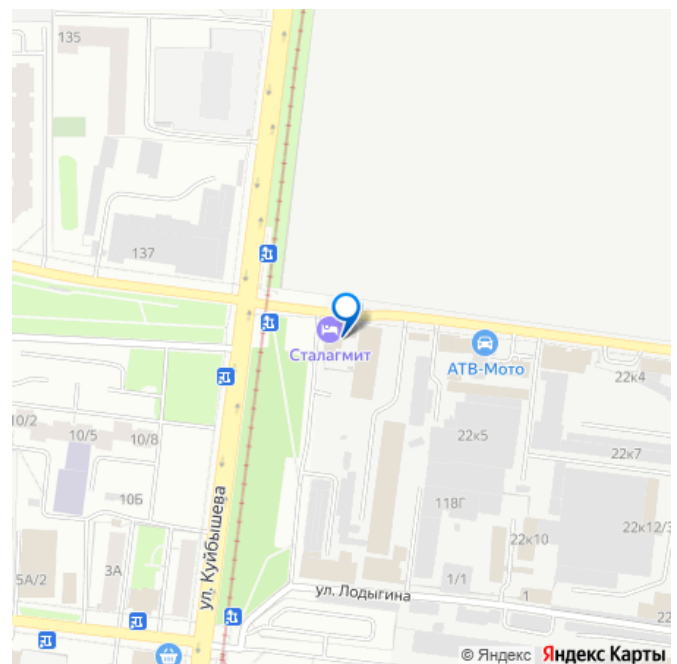 135
137
Сталагмит
АТВ-Мото
22к4
10/2
10/5
10/8
22к5
22к7
10Б
118Г
22к10
22к12/3
ул. Куйбышева
5А/2
3А
1/1
1
ул. Лодыгина
22
© Яндекс Яндекс Карты